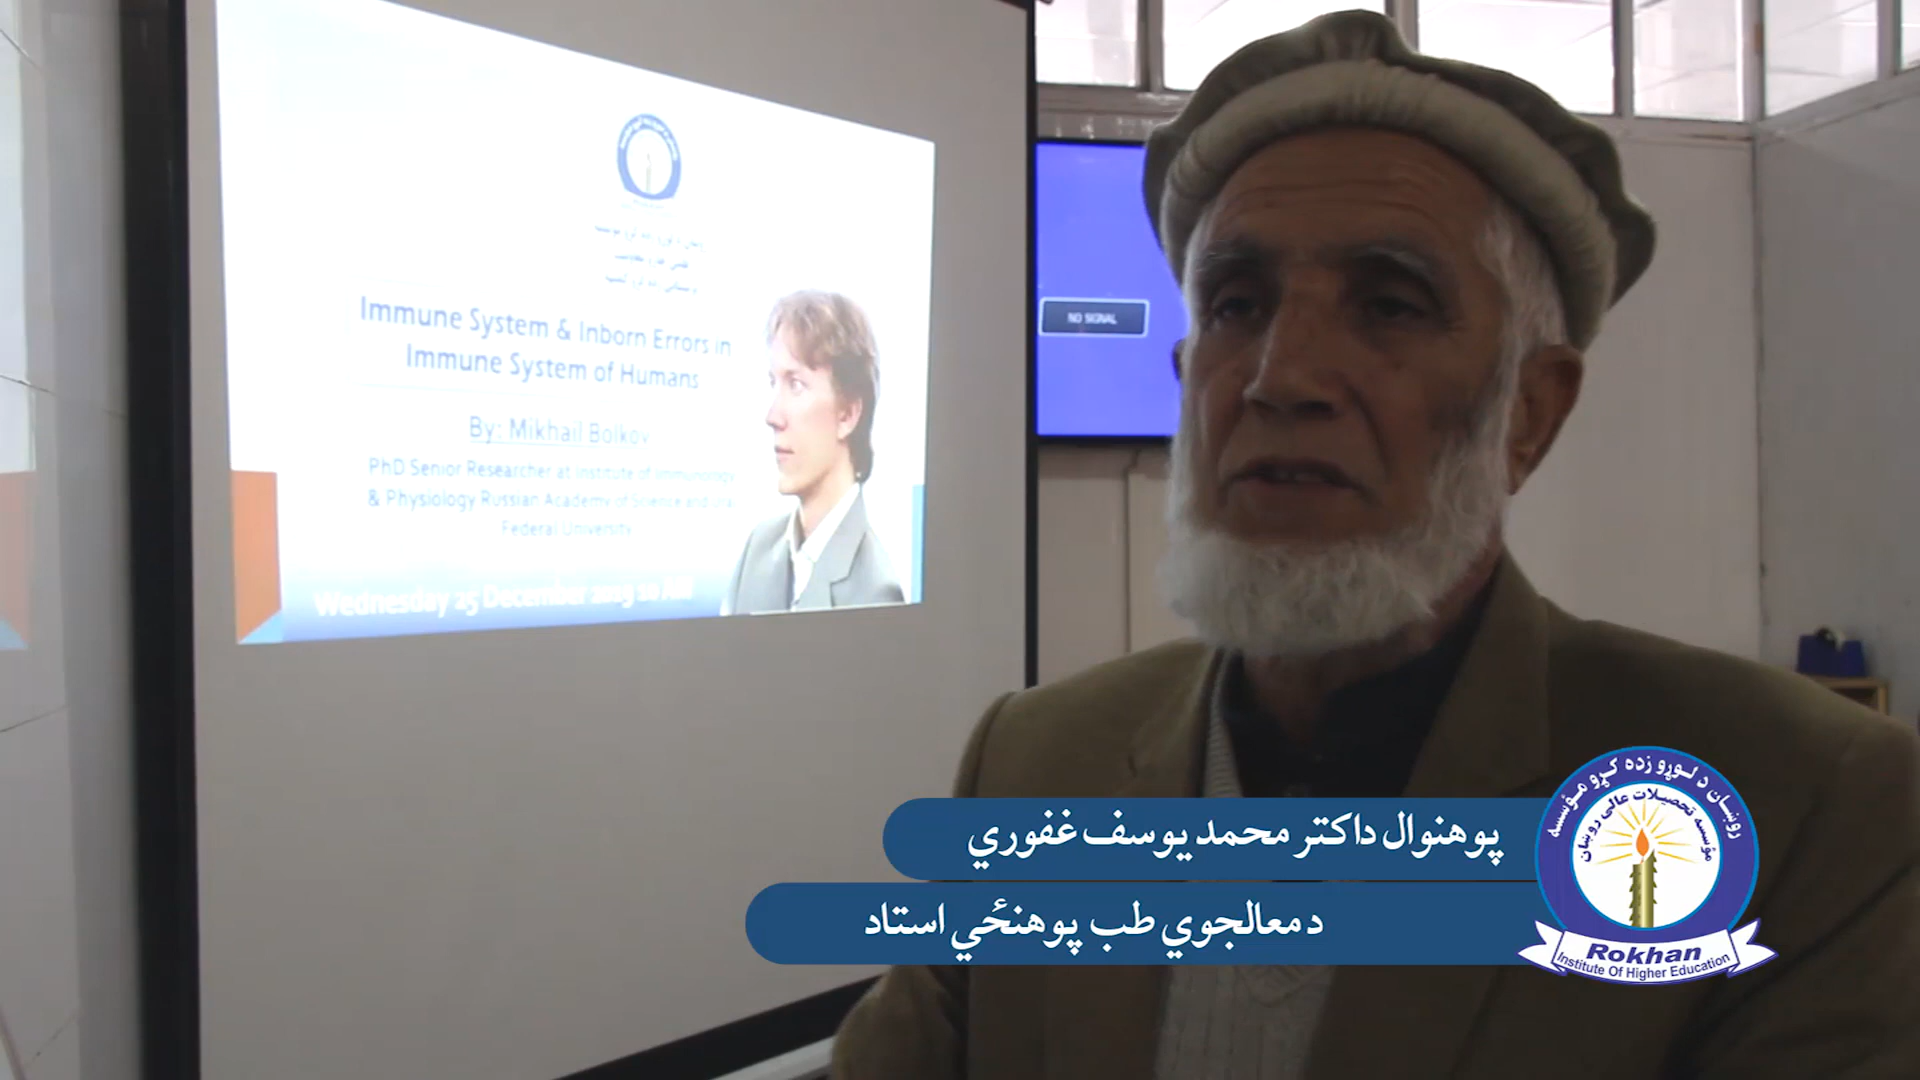 Immune System & Inborn Errors in
Immune System of Humans
By: Mikhail Bolkov
PhD Senior Researcher at Institute of Immunology
& Physiology Russian Academy of Science and Ural
Federal University
Wednesday 25 December 2019 10 AM
NO SIGNAL
پوهنوال داکتر محمد یوسف غفوري
د معالجوي طب پوهنځي استاد
روښان د لوړو زده کړو مؤسسه
مؤسسه تحصیلات عالی روښان
Rokhan
Institute Of Higher Education